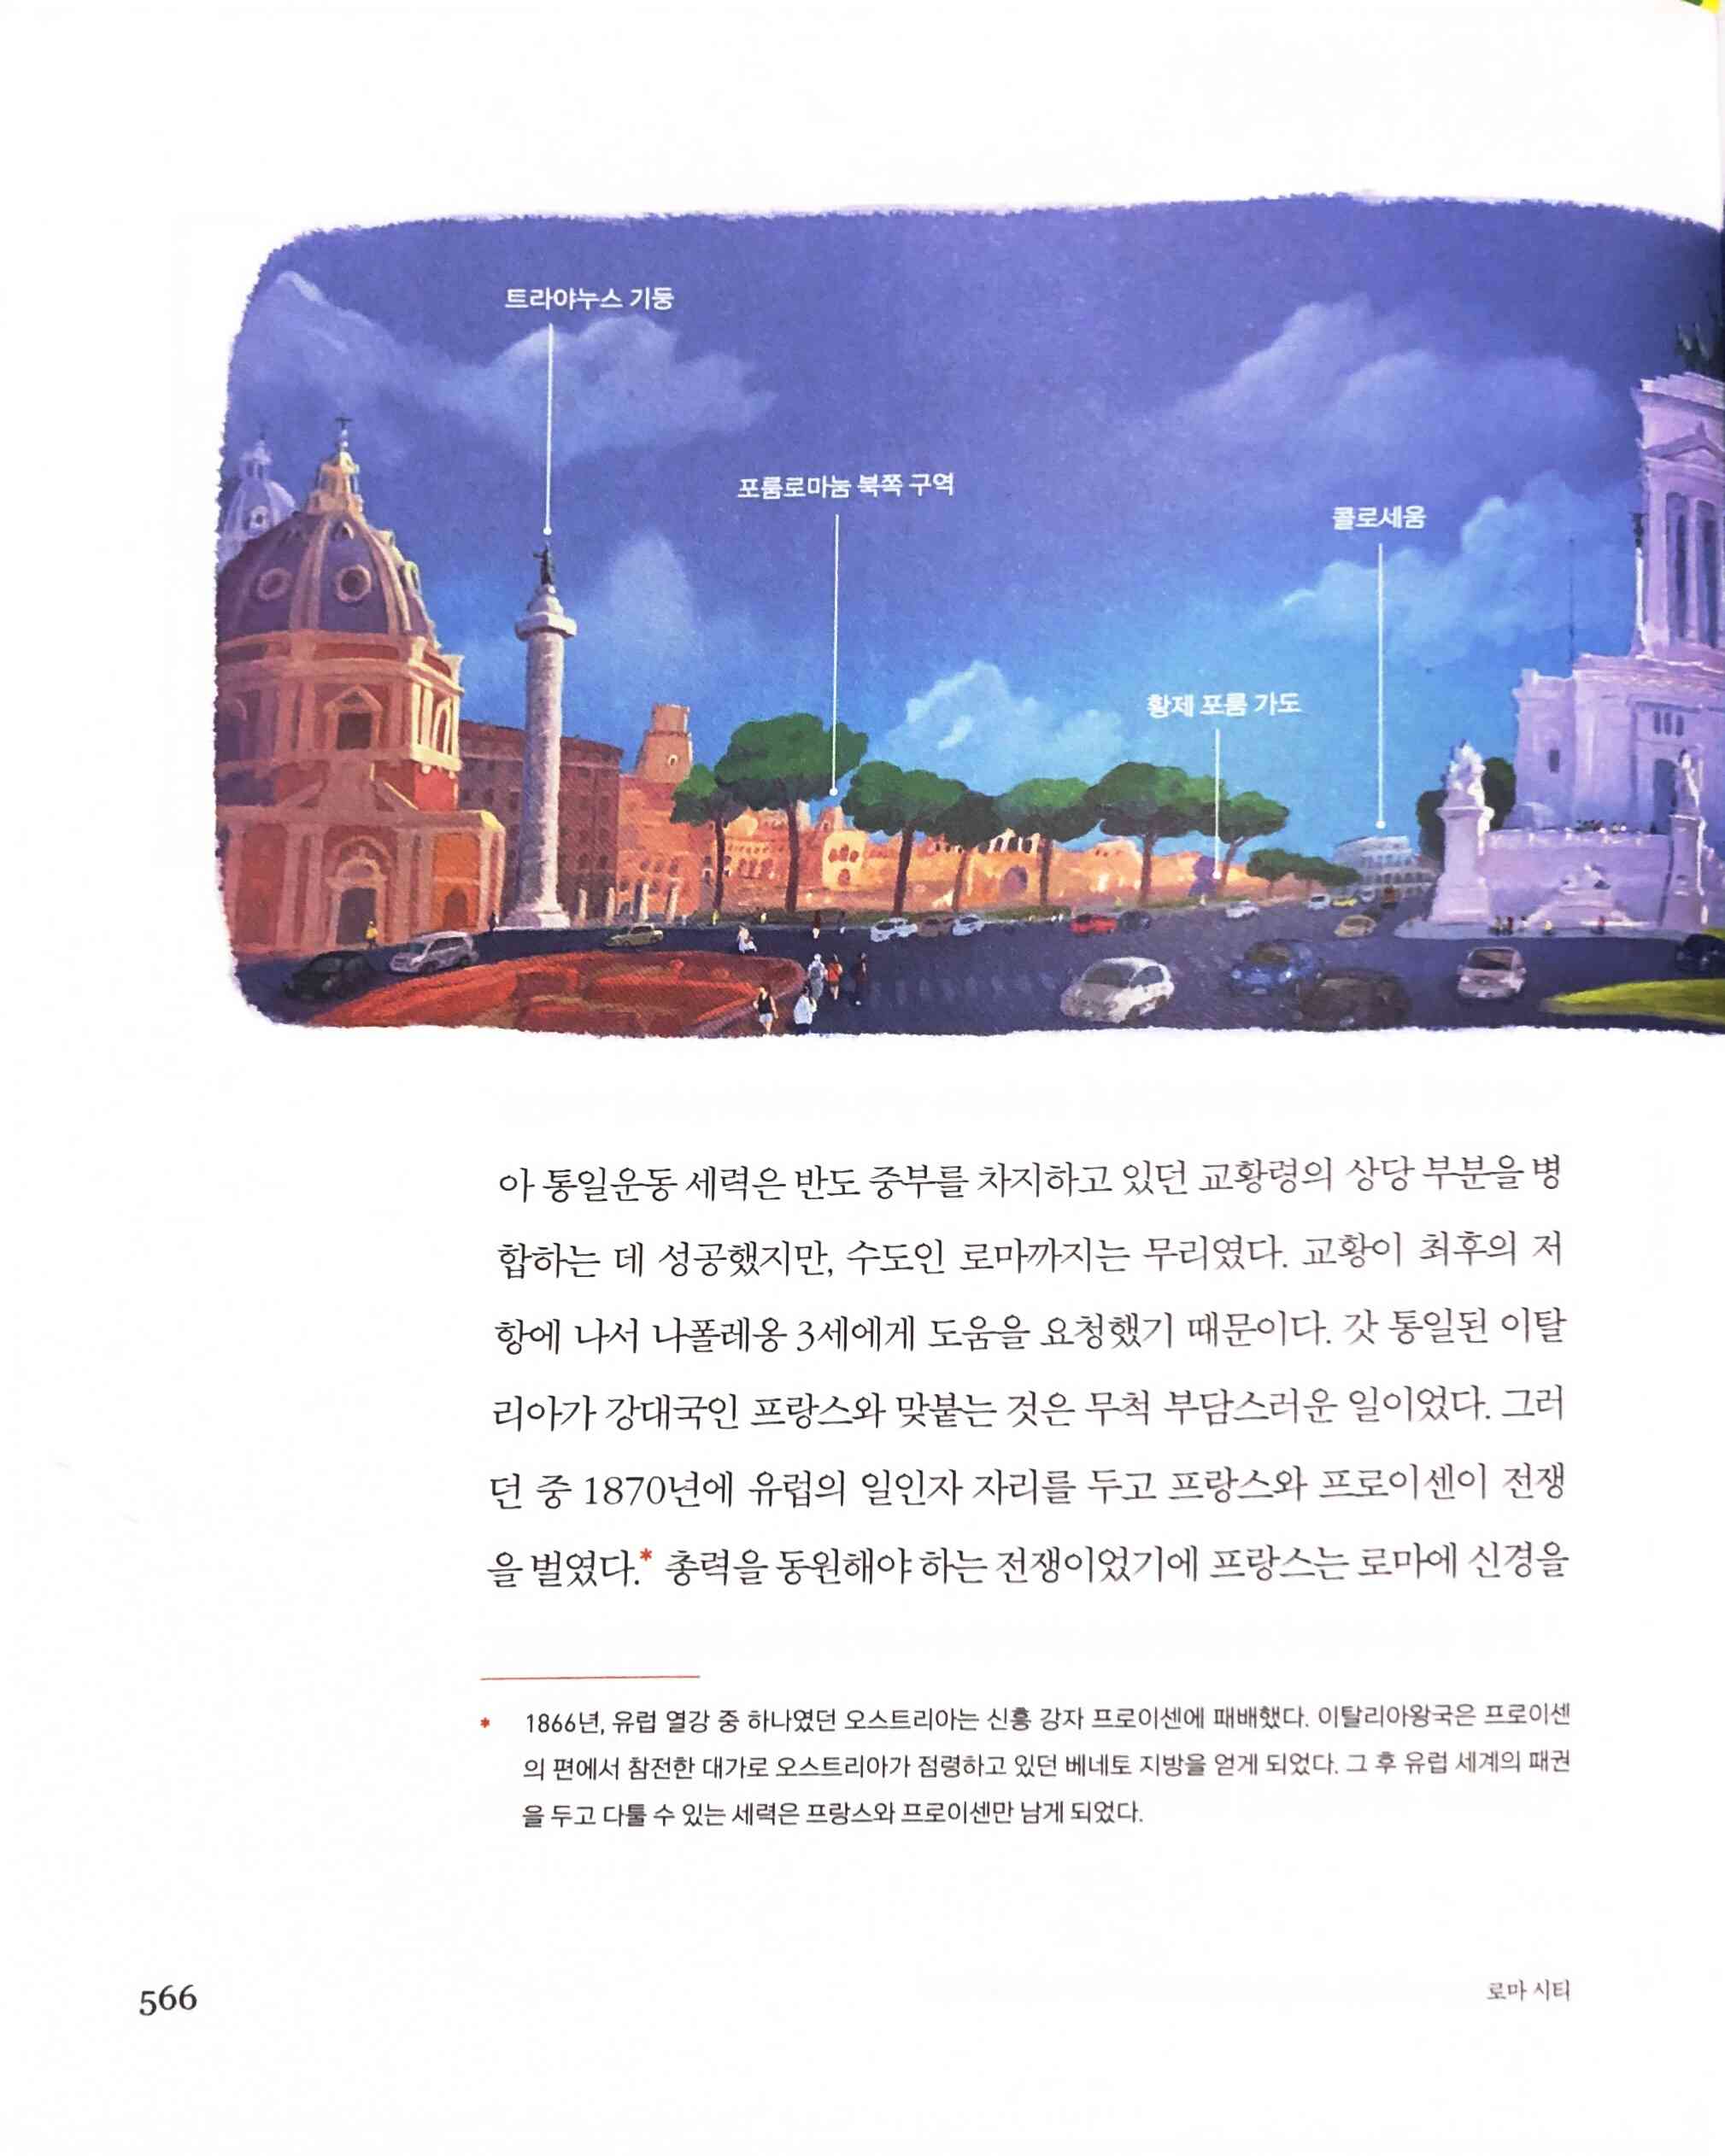 트라야누스 기둥
포룸로마눔 북쪽 구역
콜로세움
황제 포룸 가도
아 통일운동 세력은 반도 중부를 차지하고 있던 교황령의 상당 부분을 병
합하는 데 성공했지만, 수도인 로마까지는 무리였다. 교황이 최후의 저
항에 나서 나폴레옹 3세에게 도움을 요청했기 때문이다. 갓 통일된 이탈
리아가 강대국인 프랑스와 맞붙는 것은 무척 부담스러운 일이었다. 그러
던 중 1870년에 유럽의 일인자 자리를 두고 프랑스와 프로이센이 전쟁
을 벌였다.* 총력을 동원해야 하는 전쟁이었기에 프랑스는 로마에 신경을
* 1866년, 유럽 열강 중 하나였던 오스트리아는 신흥 강자 프로이센에 패배했다. 이탈리아왕국은 프로이센
의 편에서 참전한 대가로 오스트리아가 점령하고 있던 베네토 지방을 얻게 되었다. 그 후 유럽 세계의 패권
을 두고 다툴 수 있는 세력은 프랑스와 프로이센만 남게 되었다.
566
로마 시티